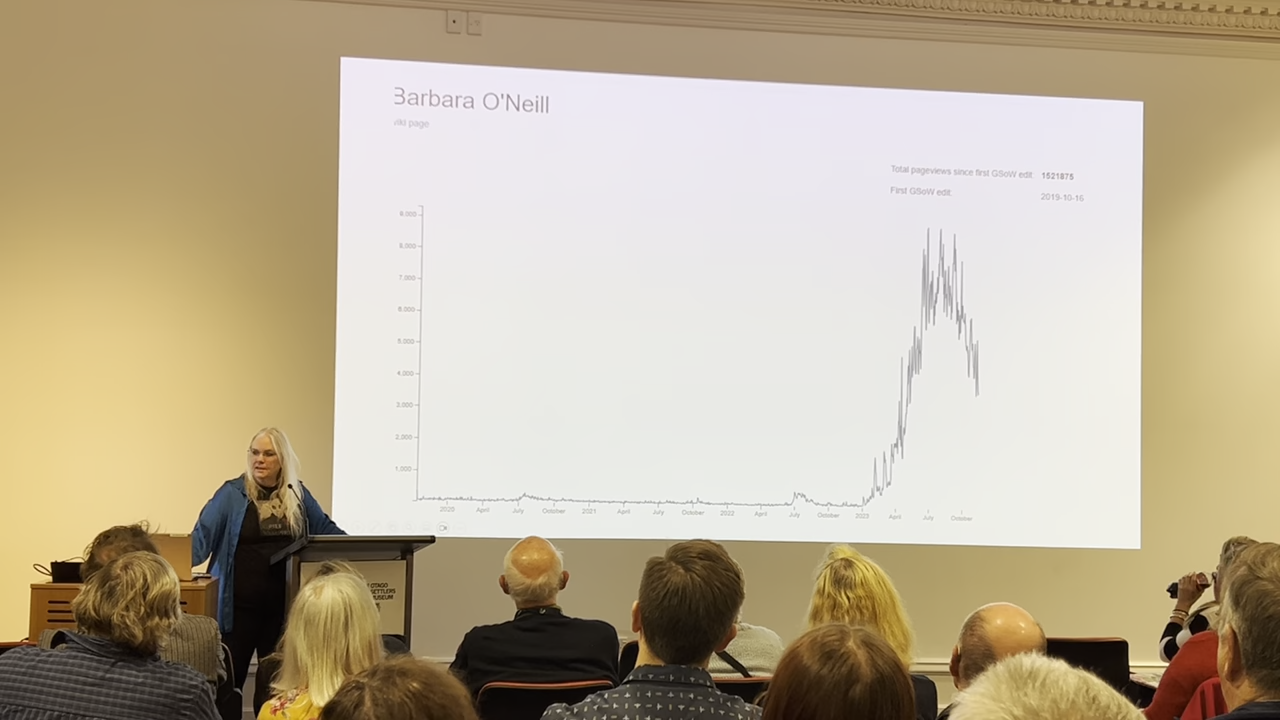 Barbara O'Neill
wiki page
Total pageviews since first GSoW edit: 1521875
First GSoW edit: 2019-10-16
9,000
8,000
7,000
6,000
5,000
4,000
3,000
2,000
1,000
2020 April July October 2021 April July October 2022 April July October 2023 April July October
OTAGO
SETTLERS
MUSEUM